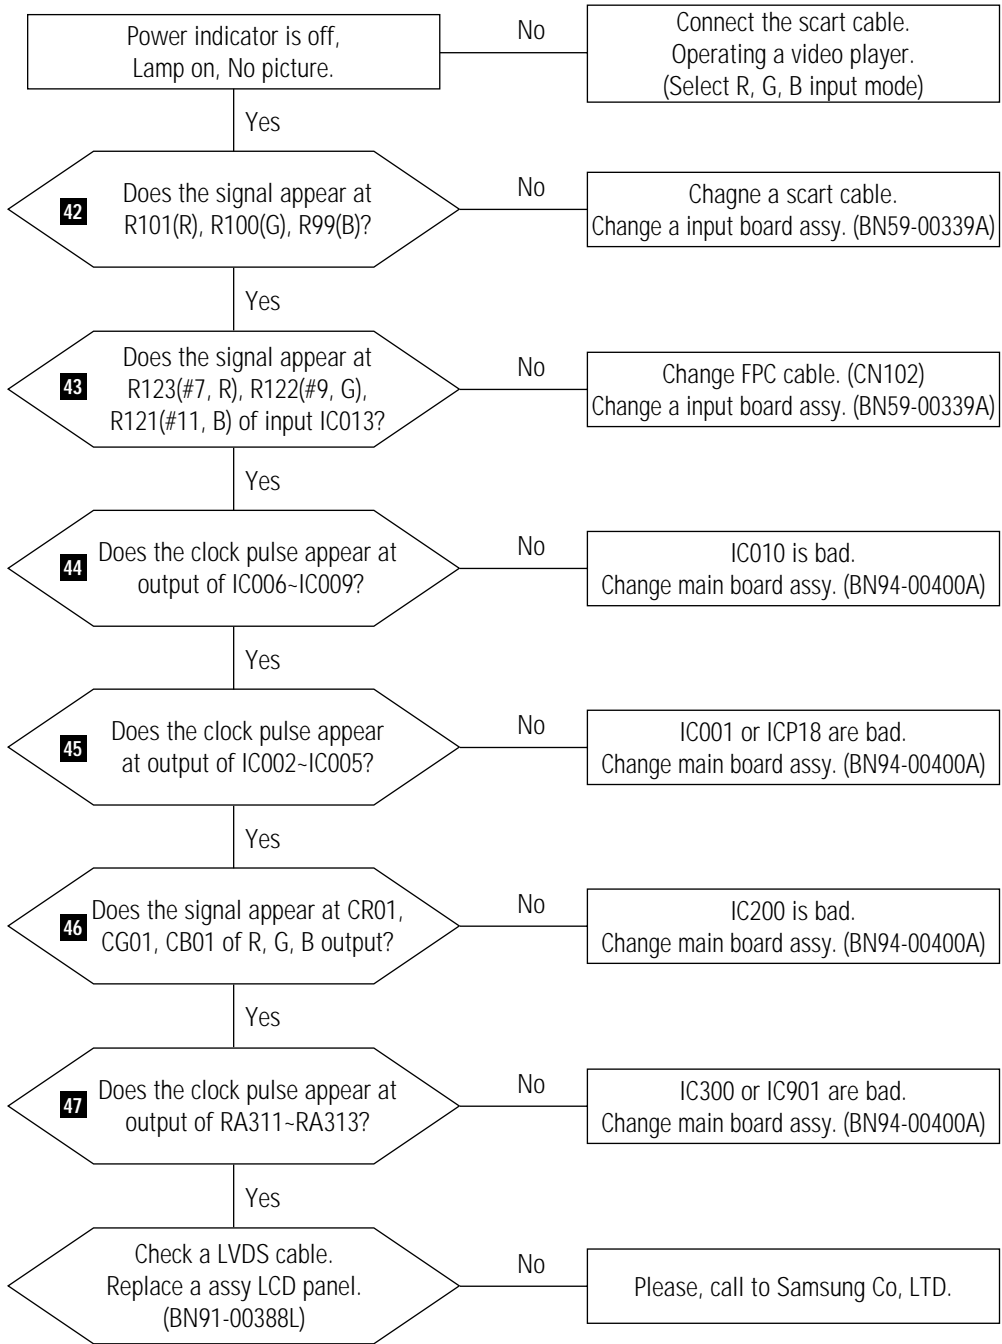 Power indicator is off,
Lamp on, No picture.
No
Connect the scart cable.
Operating a video player.
(Select R, G, B input mode)
Yes
42
Does the signal appear at
R101(R), R100(G), R99(B)?
No
Chagne a scart cable.
Change a input board assy. (BN59-00339A)
Yes
43
Does the signal appear at
R123(#7, R), R122(#9, G),
R121(#11, B) of input IC013?
No
Change FPC cable. (CN102)
Change a input board assy. (BN59-00339A)
Yes
44
Does the clock pulse appear at
output of IC006~IC009?
No
IC010 is bad.
Change main board assy. (BN94-00400A)
Yes
45
Does the clock pulse appear
at output of IC002~IC005?
No
IC001 or ICP18 are bad.
Change main board assy. (BN94-00400A)
Yes
46
Does the signal appear at CR01,
CG01, CB01 of R, G, B output?
No
IC200 is bad.
Change main board assy. (BN94-00400A)
Yes
47
Does the clock pulse appear at
output of RA311~RA313?
No
IC300 or IC901 are bad.
Change main board assy. (BN94-00400A)
Yes
Check a LVDS cable.
Replace a assy LCD panel.
(BN91-00388L)
No
Please, call to Samsung Co, LTD.